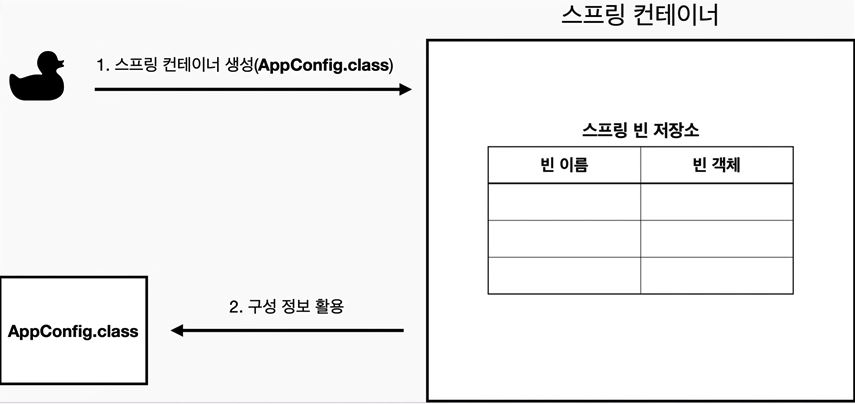 스프링 컨테이너
1. 스프링 컨테이너 생성(AppConfig.class)
스프링 빈 저장소
빈 이름 빈 객체
2. 구성 정보 활용
AppConfig.class